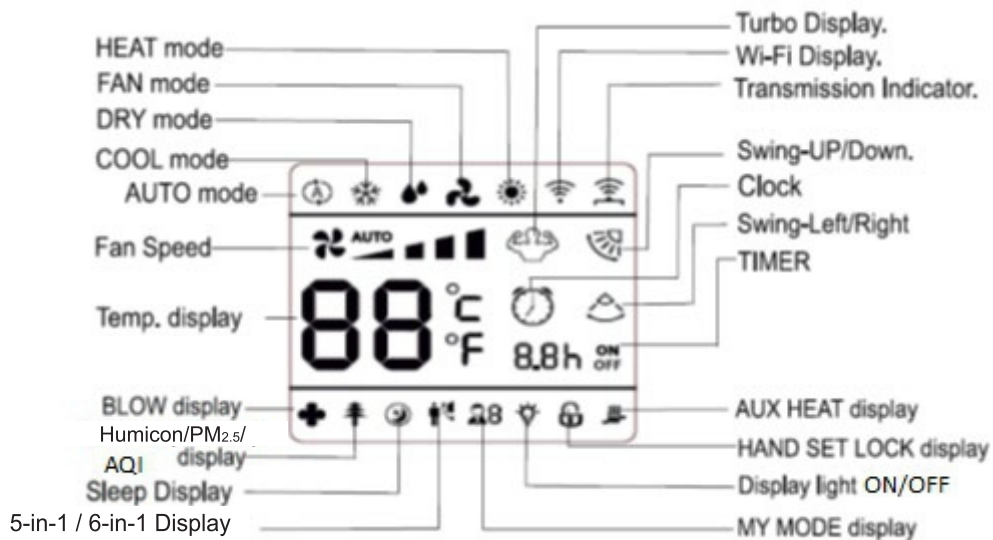 HEAT mode
FAN mode
DRY mode
COOL mode
AUTO mode
Fan Speed
Temp. display
BLOW display
Humicon/PM2.5/
AQI display
Sleep Display
5-in-1 / 6-in-1 Display
AUTO
88 °C
°F
8.8h ON
OFF
8
Turbo Display.
Wi-Fi Display.
Transmission Indicator.
Swing-UP/Down.
Clock
Swing-Left/Right
TIMER
AUX HEAT display
HAND SET LOCK display
Display light ON/OFF
MY MODE display